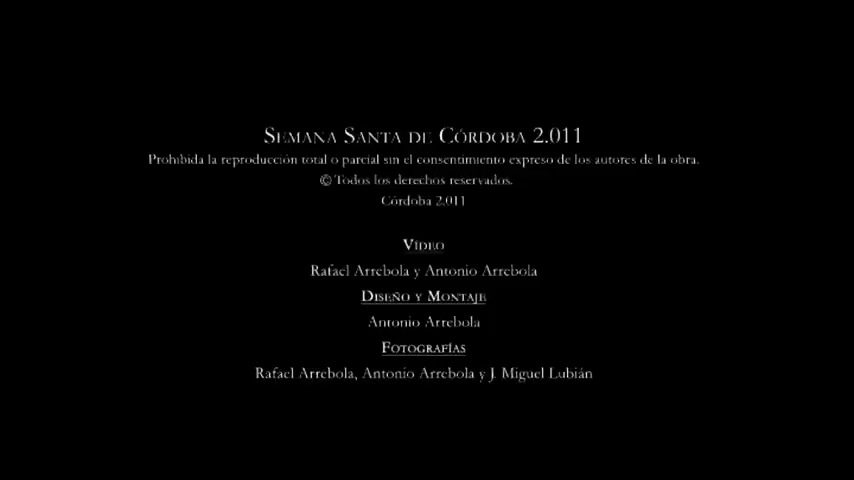 Semana Santa de Córdoba 2.011
Prohibida la reproducción total o parcial sin el consentimiento expreso de los autores de la obra.
© Todos los derechos reservados.
Córdoba 2.011
Vídeo
Rafael Arrebola y Antonio Arrebola
Diseño y Montaje
Antonio Arrebola
Fotografías
Rafael Arrebola, Antonio Arrebola y J. Miguel Lubián